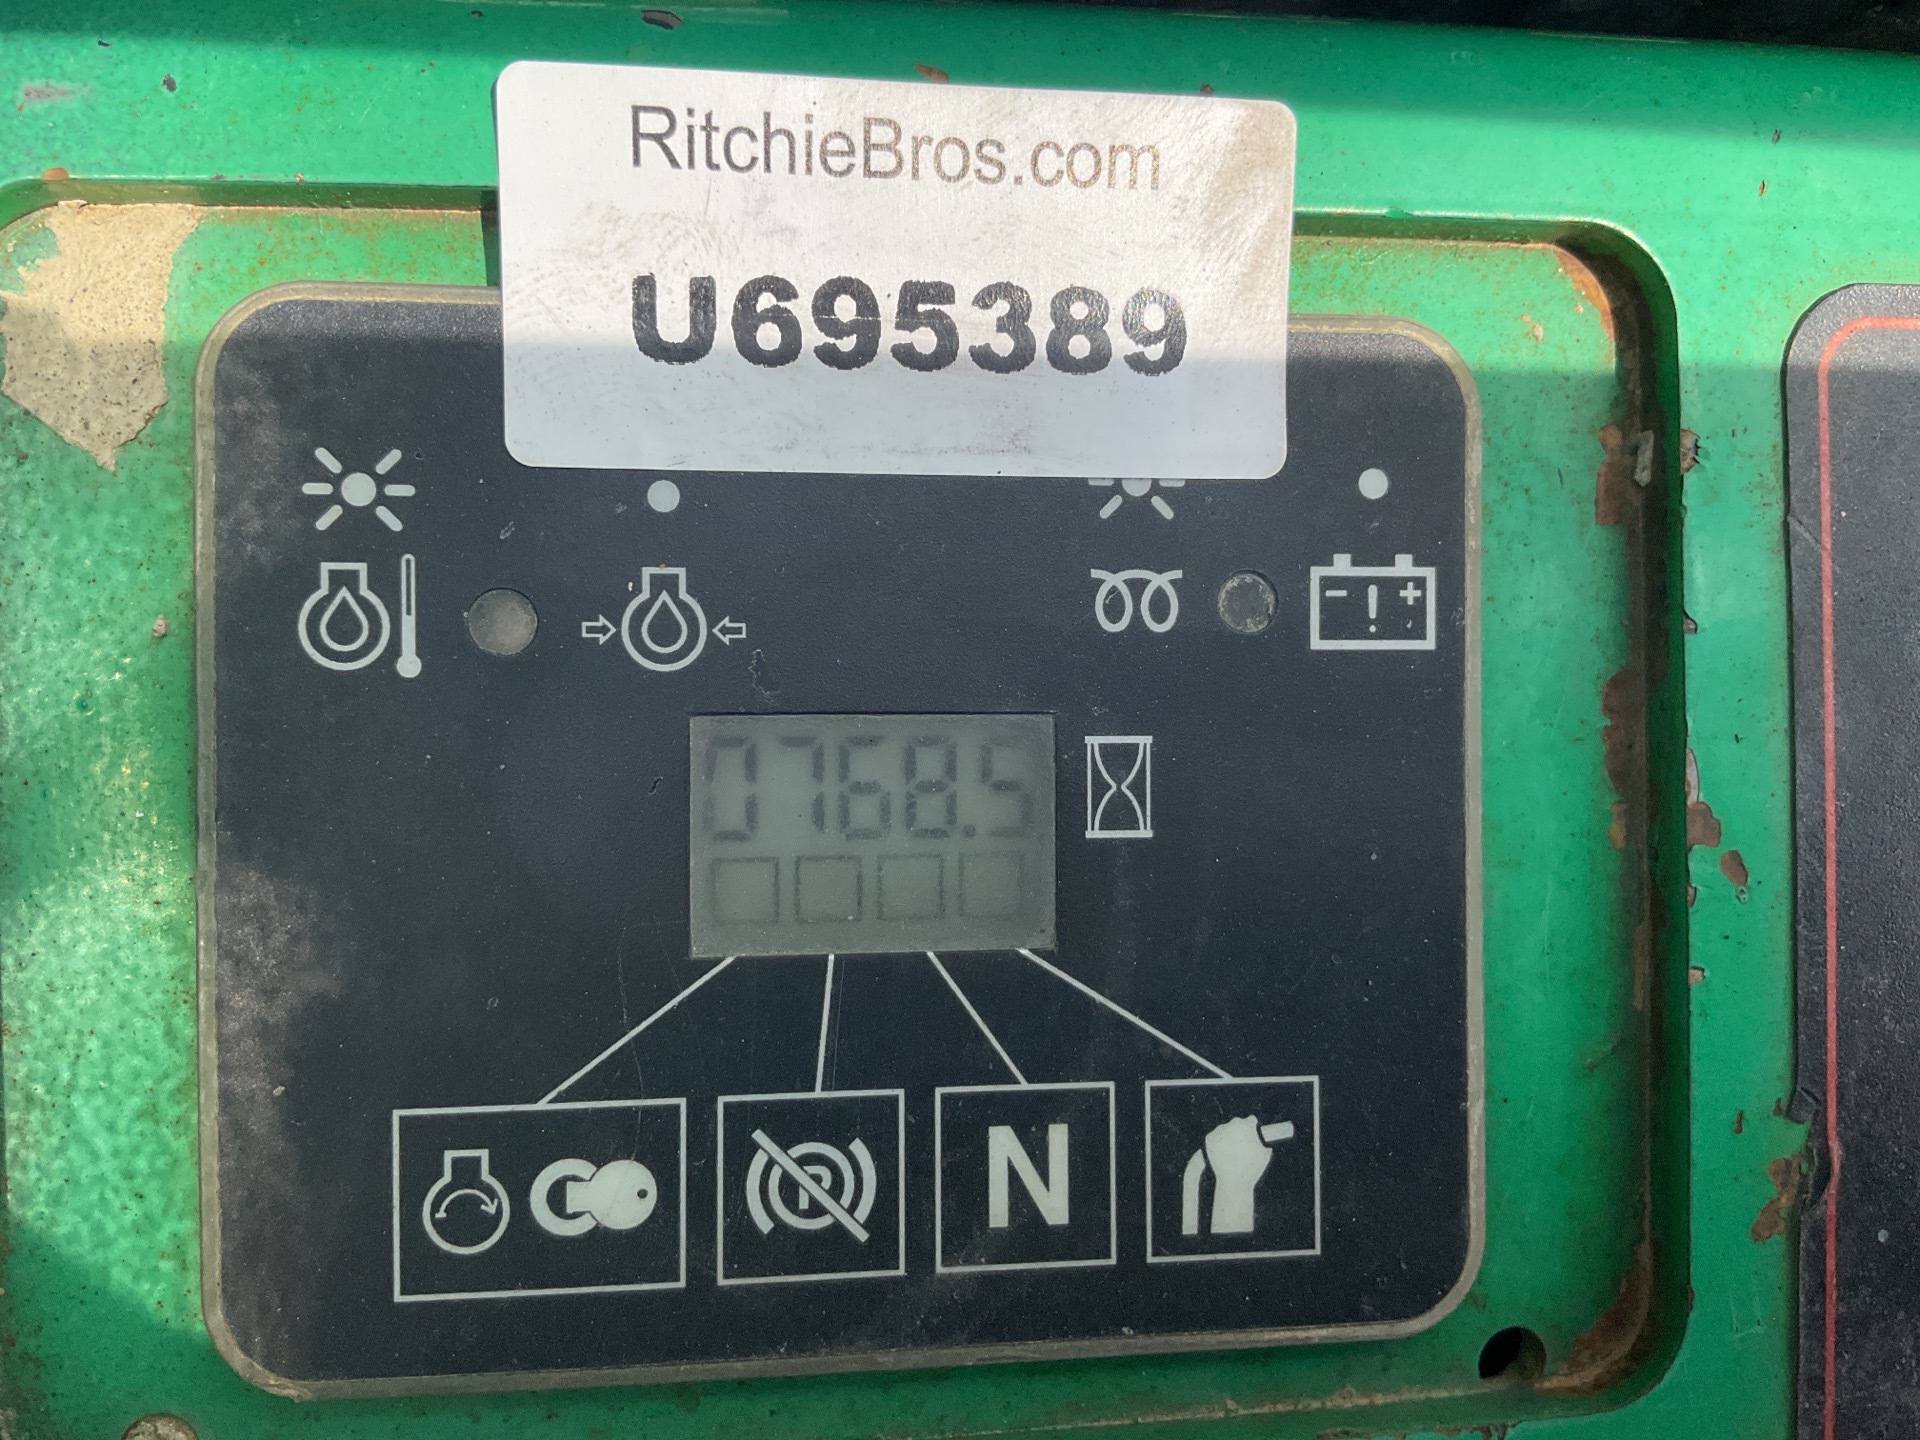 RitchieBros.com
U695389
- ! +
0768.5
P
N